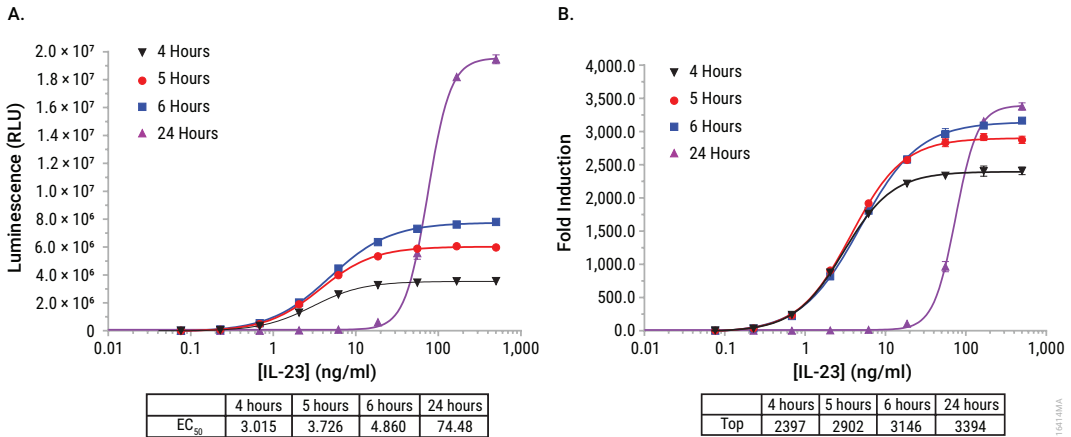 A.
2.0 × 10⁷
1.8 × 10⁷
1.6 × 10⁷
1.4 × 10⁷
1.2 × 10⁷
1.0 × 10⁷
8.0 × 10⁶
6.0 × 10⁶
4.0 × 10⁶
2.0 × 10⁶
0
Luminescence (RLU)
4 Hours
5 Hours
6 Hours
24 Hours
0.01 0.1 1 10 100 1,000
[IL-23] (ng/ml)
4 hours 5 hours 6 hours 24 hours
EC₅₀ 3.015 3.726 4.860 74.48
B.
4,000.0
3,500.0
3,000.0
2,500.0
2,000.0
1,500.0
1,000.0
500.0
0.0
Fold Induction
4 Hours
5 Hours
6 Hours
24 Hours
0.01 0.1 1 10 100 1,000
[IL-23] (ng/ml)
4 hours 5 hours 6 hours 24 hours
Top 2397 2902 3146 3394
16414MA